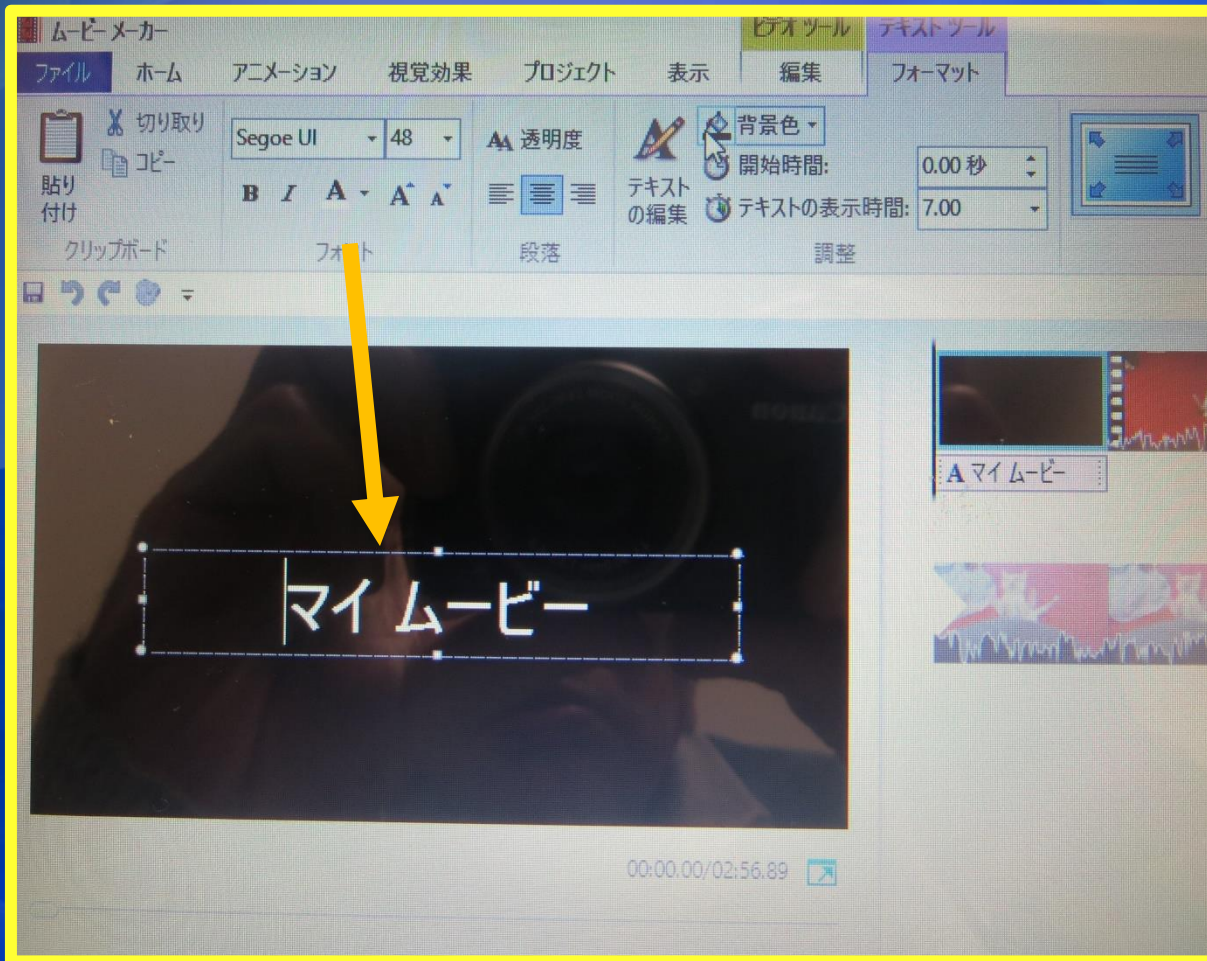 ムービー メーカー
ビデオ ツール テキスト ツール
ファイル ホーム アニメーション 視覚効果 プロジェクト 表示 編集 フォーマット
貼り
付け
切り取り
コピー
クリップボード
Segoe UI 48
B I A A A
フォント
AA 透明度
段落
テキスト
の編集
背景色
開始時間: 0.00 秒
テキストの表示時間: 7.00
調整
マイ ムービー
A マイ ムービー
00:00.00/02:56.89